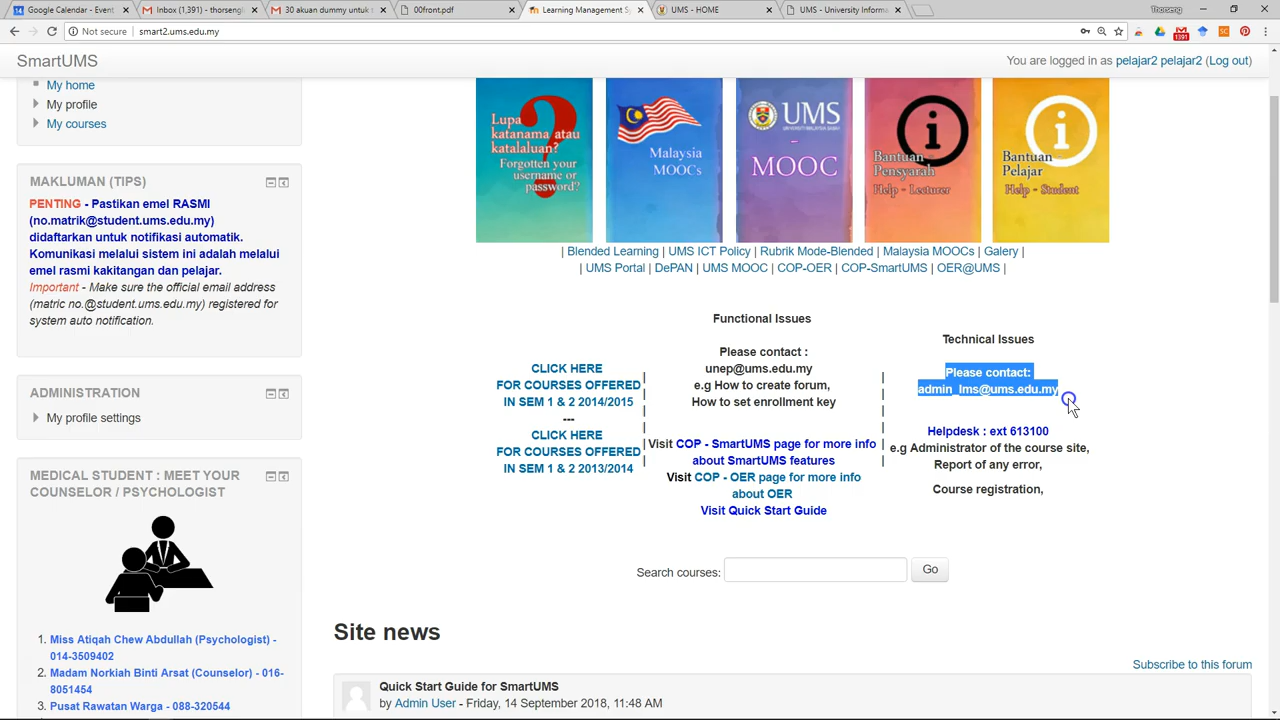 Google Calendar - Event
Inbox (1,391) - thorseng
30 akuan dummy untuk
00front.pdf
Learning Management Sy
UMS - HOME
UMS - University Informa
Thorseng
Not secure | smart2.ums.edu.my
1391
SmartUMS
You are logged in as pelajar2 pelajar2 (Log out)
My home
My profile
My courses
MAKLUMAN (TIPS)
PENTING - Pastikan emel RASMI
(no.matrik@student.ums.edu.my)
didaftarkan untuk notifikasi automatik.
Komunikasi melalui sistem ini adalah melalui
emel rasmi kakitangan dan pelajar.
Important - Make sure the official email address
(matric no.@student.ums.edu.my) registered for
system auto notification.
ADMINISTRATION
My profile settings
MEDICAL STUDENT : MEET YOUR
COUNSELOR / PSYCHOLOGIST
1. Miss Atiqah Chew Abdullah (Psychologist) -
014-3509402
2. Madam Norkiah Binti Arsat (Counselor) - 016-
8051454
3. Pusat Rawatan Warga - 088-320544
Lupa
katanama atau
katalaluan?
Forgotten your
username or
password?
Malaysia
MOOCs
UMS
UNIVERSITI MALAYSIA SABAH
-
MOOC
Bantuan
Pensyarah
Help - Lecturer
Bantuan
Pelajar
Help - Student
| Blended Learning | UMS ICT Policy | Rubrik Mode-Blended | Malaysia MOOCs | Galery |
| UMS Portal | DePAN | UMS MOOC | COP-OER | COP-SmartUMS | OER@UMS |
CLICK HERE
FOR COURSES OFFERED
IN SEM 1 & 2 2014/2015
---
CLICK HERE
FOR COURSES OFFERED
IN SEM 1 & 2 2013/2014
Functional Issues
Please contact :
unep@ums.edu.my
e.g How to create forum,
How to set enrollment key
Visit COP - SmartUMS page for more info
about SmartUMS features
Visit COP - OER page for more info
about OER
Visit Quick Start Guide
Technical Issues
Please contact:
admin_lms@ums.edu.my
Helpdesk : ext 613100
e.g Administrator of the course site,
Report of any error,
Course registration,
Search courses:
Go
Site news
Subscribe to this forum
Quick Start Guide for SmartUMS
by Admin User - Friday, 14 September 2018, 11:48 AM